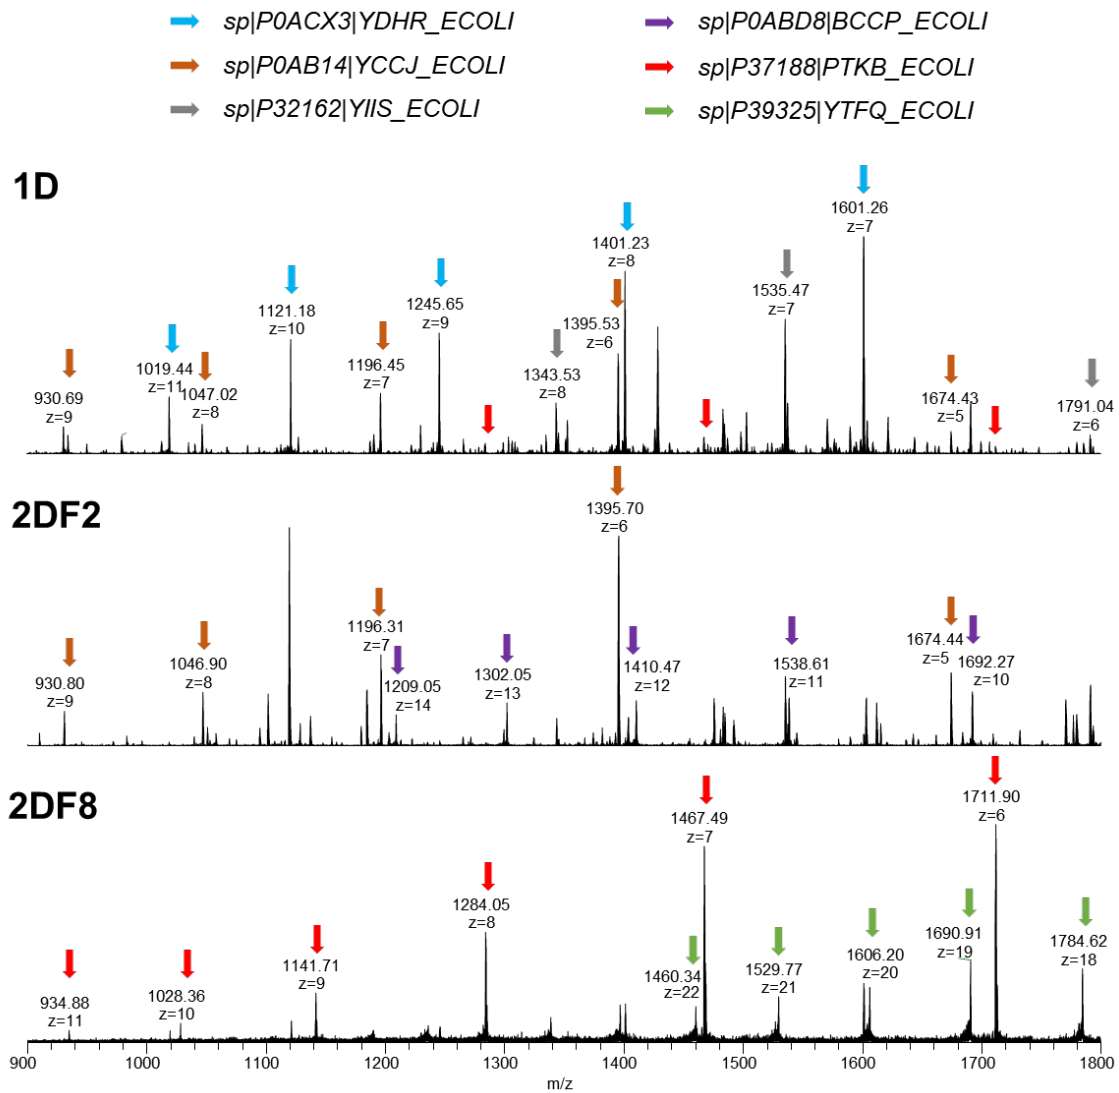 sp|P0ACX3|YDHR_ECOLI
sp|P0ABD8|BCCP_ECOLI
sp|P0AB14|YCCJ_ECOLI
sp|P37188|PTKB_ECOLI
sp|P32162|YIIS_ECOLI
sp|P39325|YTFQ_ECOLI
1D
930.69
z=9
1019.44
z=11
1047.02
z=8
1121.18
z=10
1196.45
z=7
1245.65
z=9
1343.53
z=8
1395.53
z=6
1401.23
z=8
1535.47
z=7
1601.26
z=7
1674.43
z=5
1791.04
z=6
2DF2
930.80
z=9
1046.90
z=8
1196.31
z=7
1209.05
z=14
1302.05
z=13
1395.70
z=6
1410.47
z=12
1538.61
z=11
1674.44
z=5
1692.27
z=10
2DF8
934.88
z=11
1028.36
z=10
1141.71
z=9
1284.05
z=8
1460.34
z=22
1467.49
z=7
1529.77
z=21
1606.20
z=20
1690.91
z=19
1711.90
z=6
1784.62
z=18
900 1000 1100 1200 1300 1400 1500 1600 1700 1800
m/z